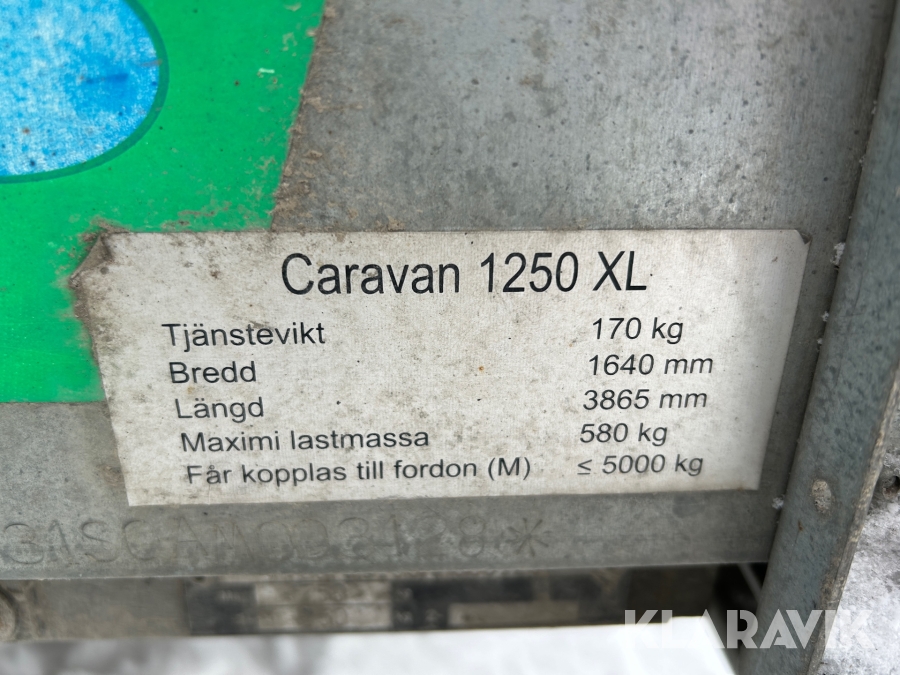 Caravan 1250 XL
Tjänstevikt 170 kg
Bredd 1640 mm
Längd 3865 mm
Maximi lastmassa 580 kg
Får kopplas till fordon (M) ≤ 5000 kg
KLARAVIK